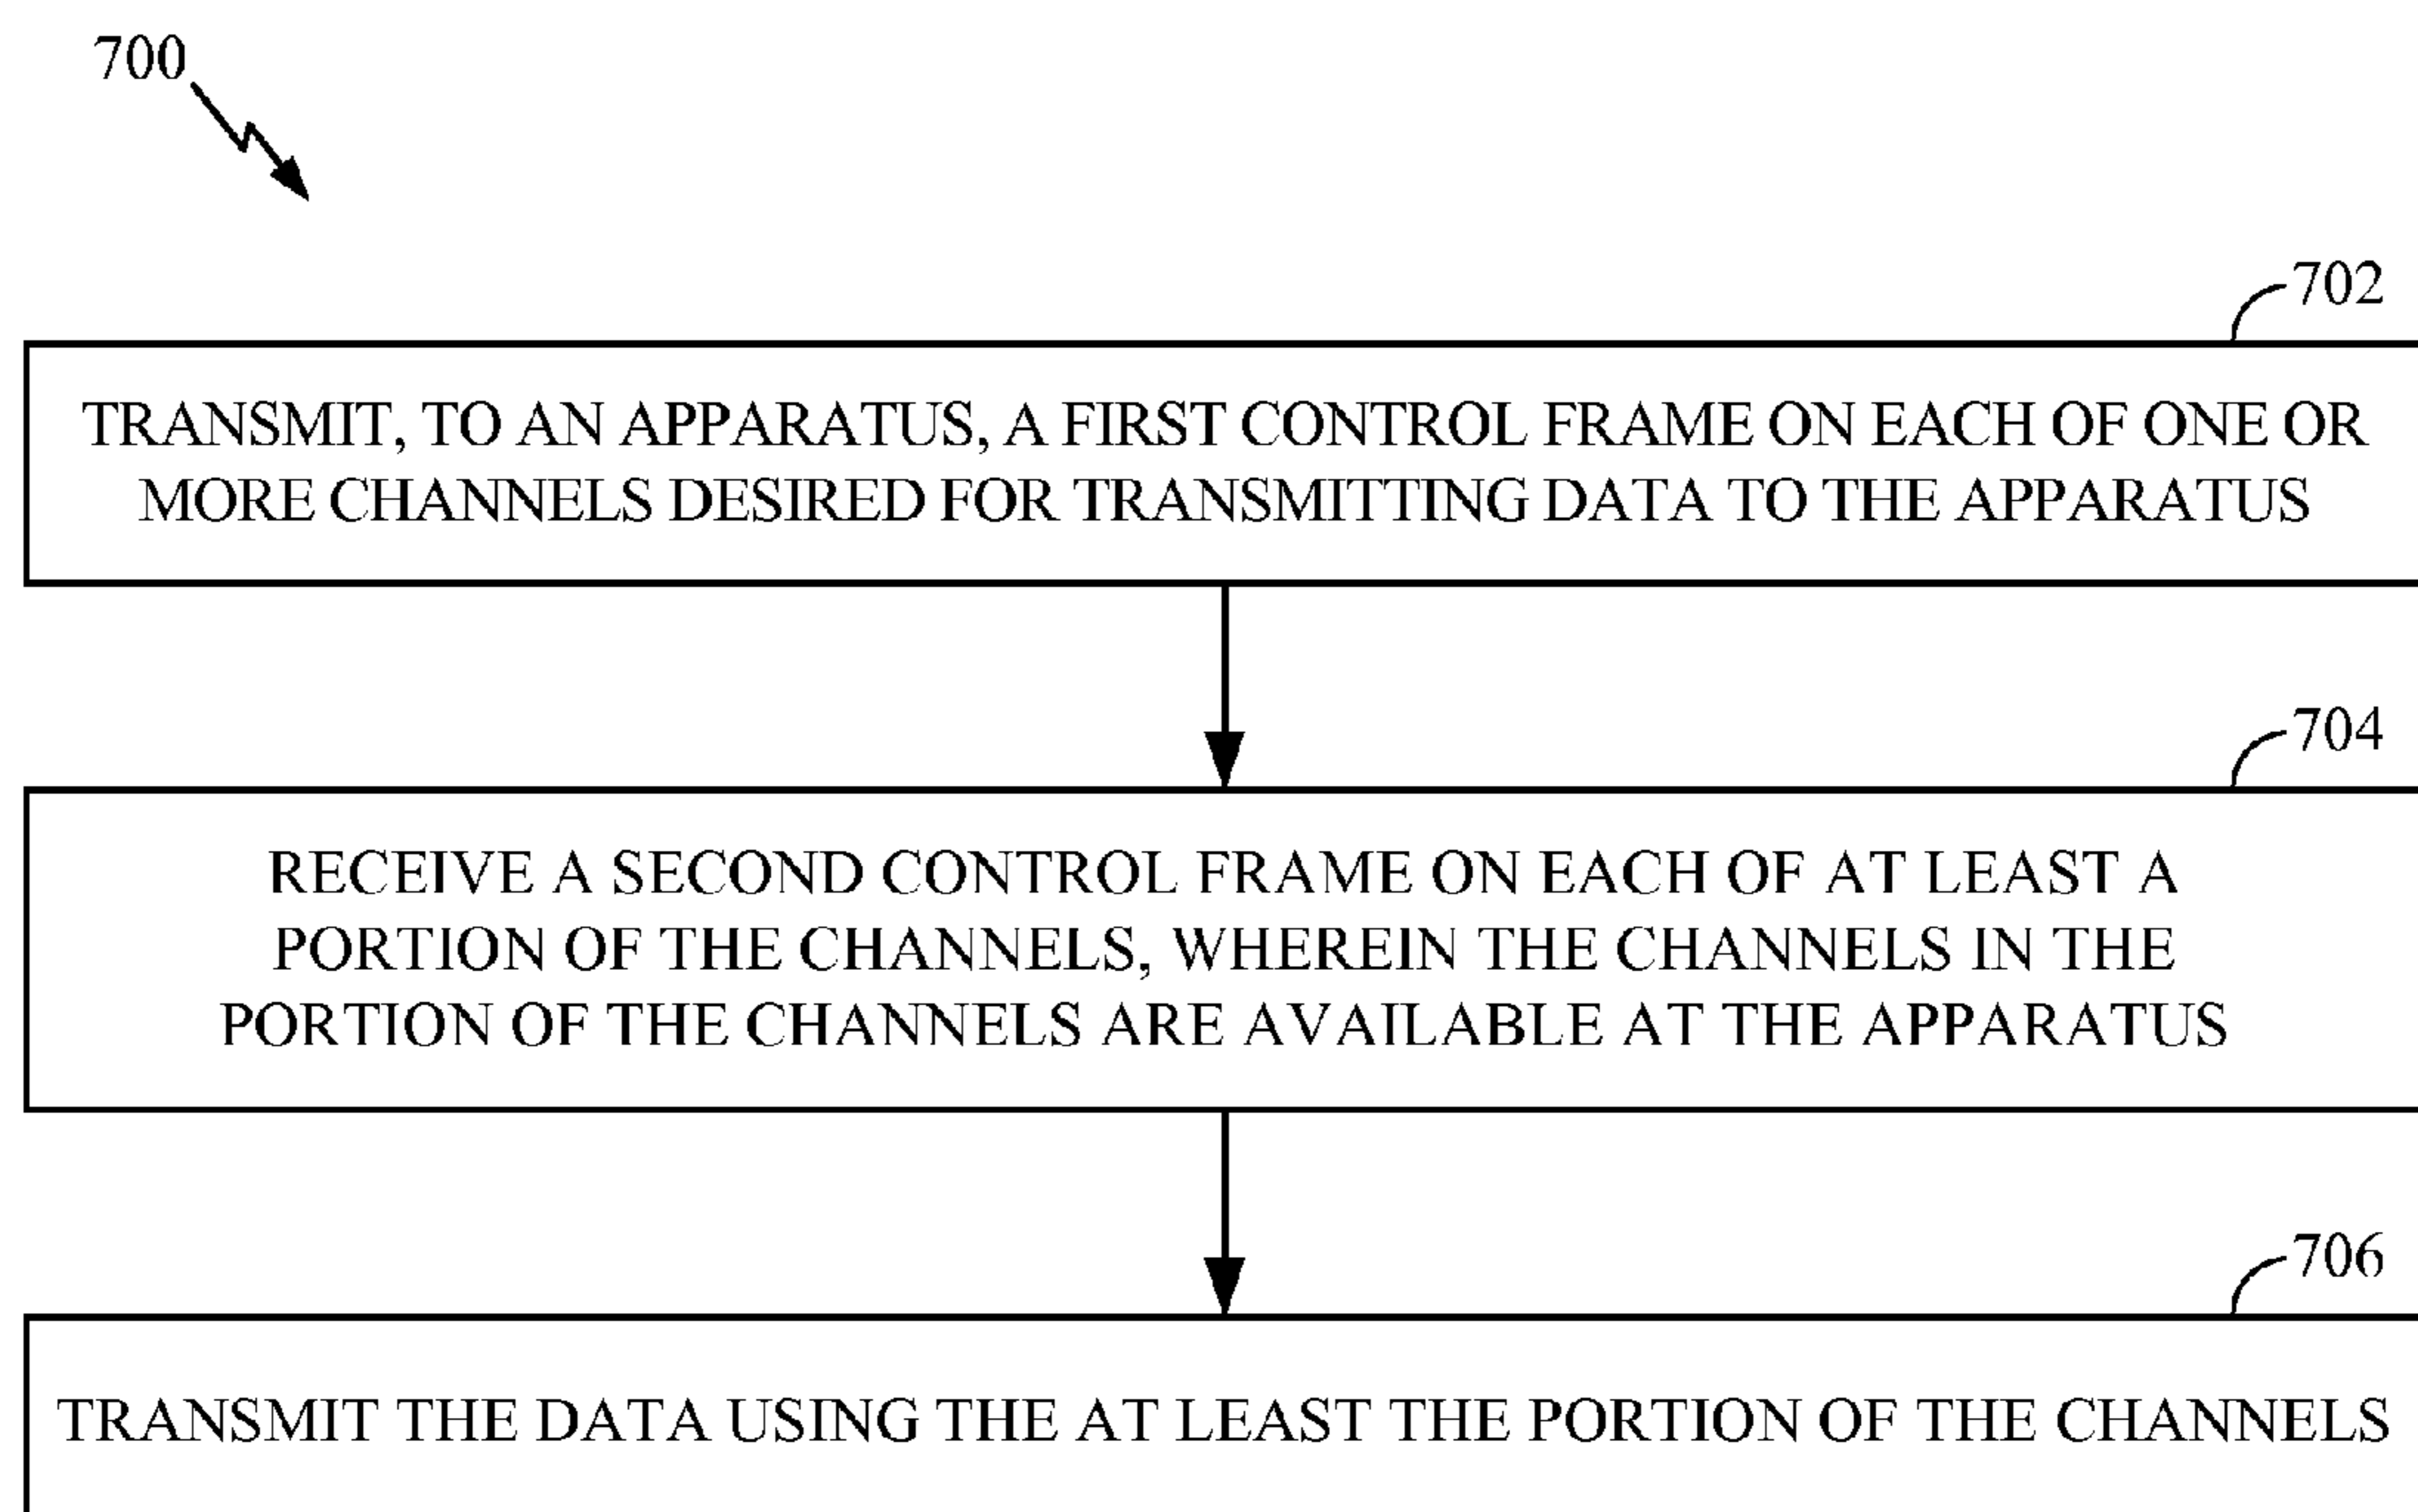 700
702
TRANSMIT, TO AN APPARATUS, A FIRST CONTROL FRAME ON EACH OF ONE OR
MORE CHANNELS DESIRED FOR TRANSMITTING DATA TO THE APPARATUS
704
RECEIVE A SECOND CONTROL FRAME ON EACH OF AT LEAST A
PORTION OF THE CHANNELS, WHEREIN THE CHANNELS IN THE
PORTION OF THE CHANNELS ARE AVAILABLE AT THE APPARATUS
706
TRANSMIT THE DATA USING THE AT LEAST THE PORTION OF THE CHANNELS